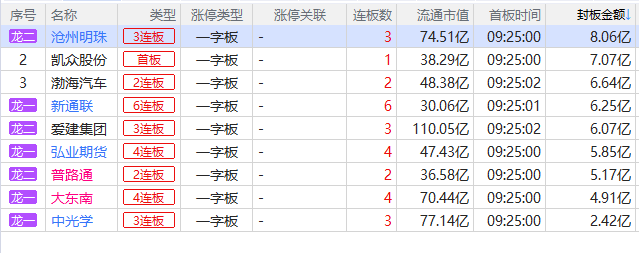 序号 名称 类型 涨停类型 涨停关联 连板数 流通市值 首板时间 封板金额↓
龙二 沧州明珠 3连板 一字板 - 3 74.51亿 09:25:00 8.06亿
2 凯众股份 首板 一字板 - 1 38.29亿 09:25:00 7.07亿
3 渤海汽车 2连板 一字板 - 2 48.38亿 09:25:02 6.64亿
龙一 新通联 6连板 一字板 - 6 30.06亿 09:25:01 6.25亿
龙二 爱建集团 3连板 一字板 - 3 110.05亿 09:25:02 6.07亿
龙一 弘业期货 4连板 一字板 - 4 47.43亿 09:25:00 5.85亿
龙二 普路通 2连板 一字板 - 2 36.58亿 09:25:00 5.17亿
龙一 大东南 4连板 一字板 - 4 70.44亿 09:25:00 4.91亿
龙一 中光学 3连板 一字板 - 3 77.14亿 09:25:00 2.42亿